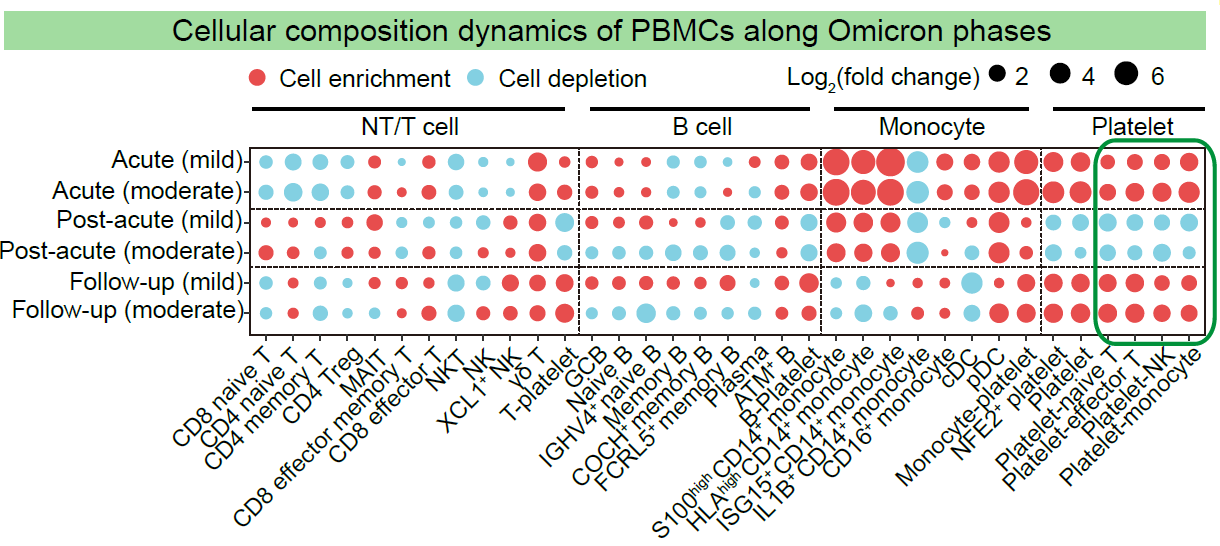 Cellular composition dynamics of PBMCs along Omicron phases
Cell enrichment Cell depletion Log2(fold change) 2 4 6
NT/T cell B cell Monocyte Platelet
Acute (mild)
Acute (moderate)
Post-acute (mild)
Post-acute (moderate)
Follow-up (mild)
Follow-up (moderate)
CD8 naive T
CD4 naive T
CD4 memory T
CD4 Treg
MAIT
CD8 effector memory T
CD8 effector T
NKT
NK
XCL1+ NK
γδ T
T-platelet
GCB
Naive B
IGHV4+ naive B
Memory B
COCH+ memory B
FCRL5+ memory B
Plasma
ATM+ B
B-Platelet
S100high CD14+ monocyte
HLAhigh CD14+ monocyte
ISG15+ CD14+ monocyte
IL1B+ CD14+ monocyte
CD16+ monocyte
cDC
pDC
Monocyte-platelet
NFE2+ platelet
Platelet
Platelet-naive T
Platelet-effector T
Platelet-NK
Platelet-monocyte